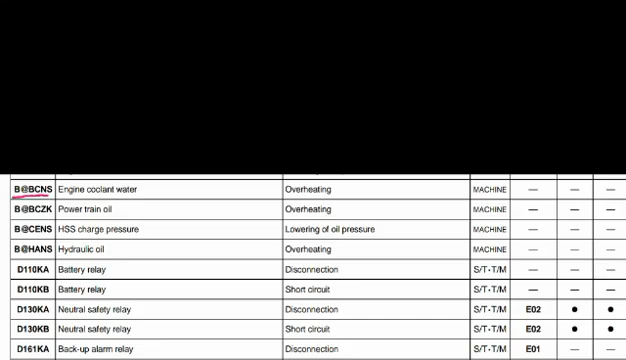 B@BCNS Engine coolant water Overheating MACHINE — — —
B@BCZK Power train oil Overheating MACHINE — — —
B@CENS HSS charge pressure Lowering of oil pressure MACHINE — — —
B@HANS Hydraulic oil Overheating MACHINE — — —
D110KA Battery relay Disconnection S/T·T/M — — —
D110KB Battery relay Short circuit S/T·T/M — — —
D130KA Neutral safety relay Disconnection S/T·T/M E02 ● ●
D130KB Neutral safety relay Short circuit S/T·T/M E02 ● ●
D161KA Back-up alarm relay Disconnection S/T·T/M E01 — —